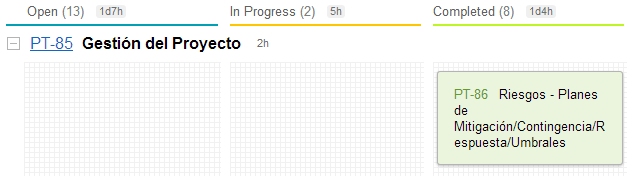 Open (13) 1d7h In Progress (2) 5h Completed (8) 1d4h
PT-85 Gestión del Proyecto 2h
PT-86 Riesgos - Planes
de
Mitigación/Contingencia/R
espuesta/Umbrales